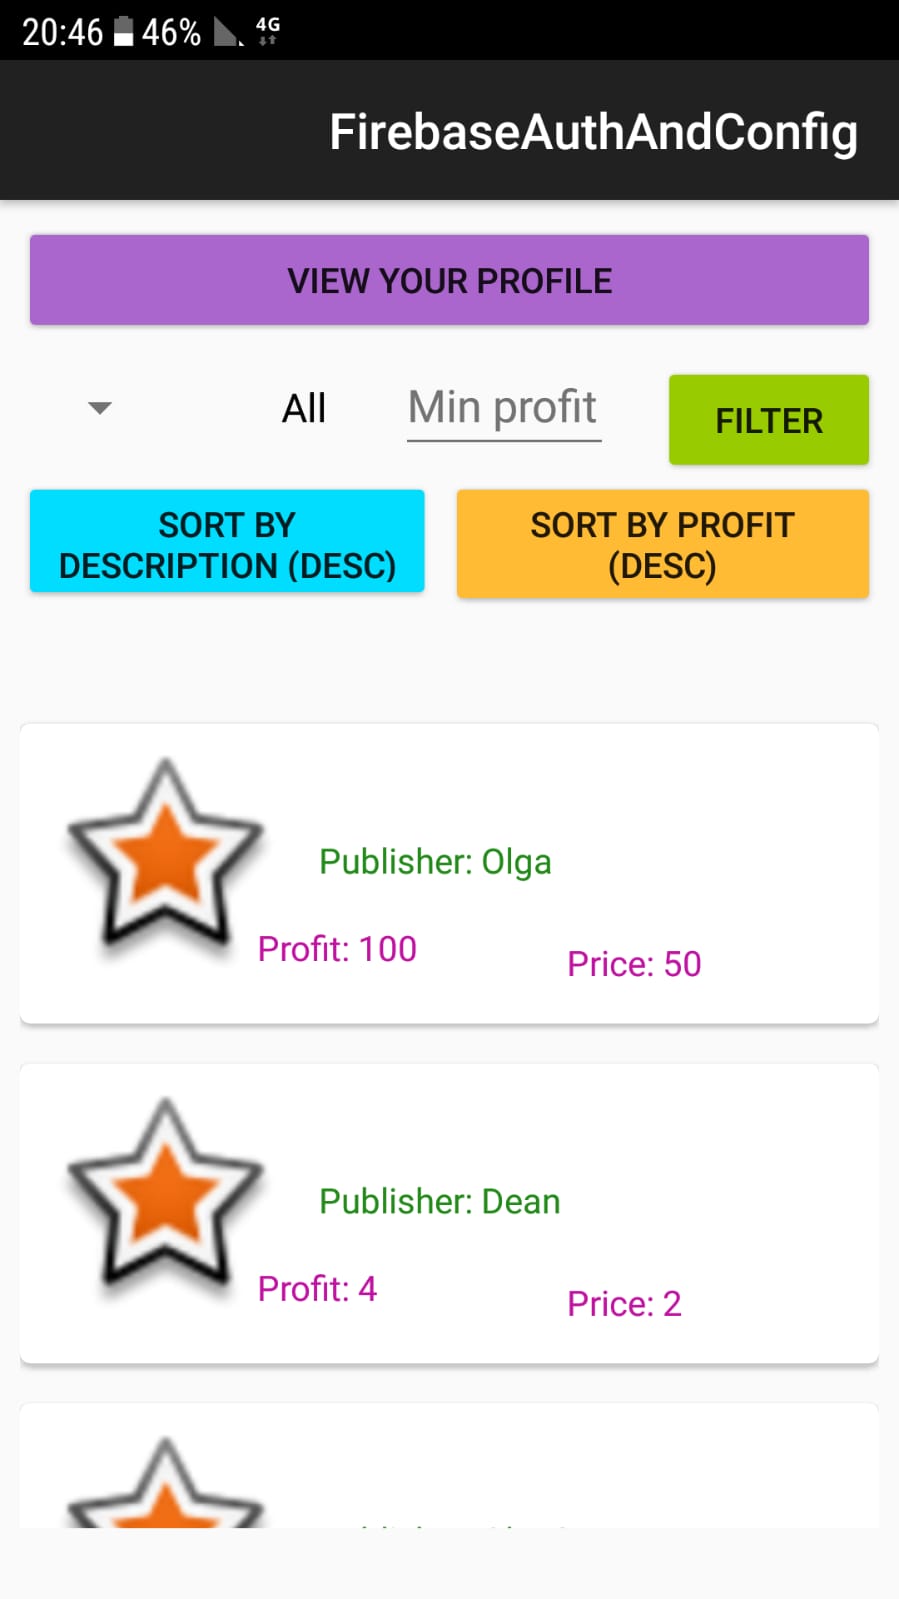 20:46 46% 4G
FirebaseAuthAndConfig
VIEW YOUR PROFILE
All Min profit FILTER
SORT BY
DESCRIPTION (DESC)
SORT BY PROFIT
(DESC)
Publisher: Olga
Profit: 100
Price: 50
Publisher: Dean
Profit: 4
Price: 2